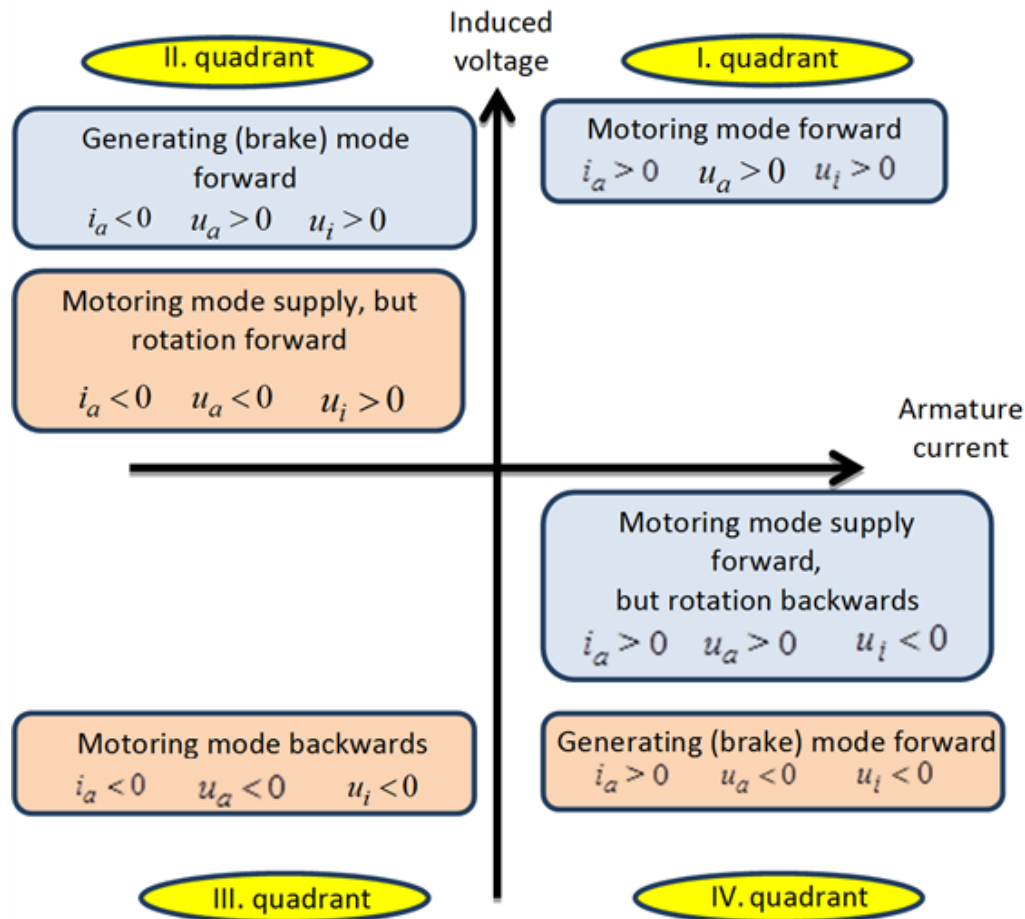 Induced
voltage
II. quadrant
I. quadrant
Generating (brake) mode
forward
i_a < 0 u_a > 0 u_i > 0
Motoring mode forward
i_a > 0 u_a > 0 u_i > 0
Motoring mode supply, but
rotation forward
i_a < 0 u_a < 0 u_i > 0
Armature
current
Motoring mode supply
forward,
but rotation backwards
i_a > 0 u_a > 0 u_i < 0
Motoring mode backwards
i_a < 0 u_a < 0 u_i < 0
Generating (brake) mode forward
i_a > 0 u_a < 0 u_i < 0
III. quadrant
IV. quadrant